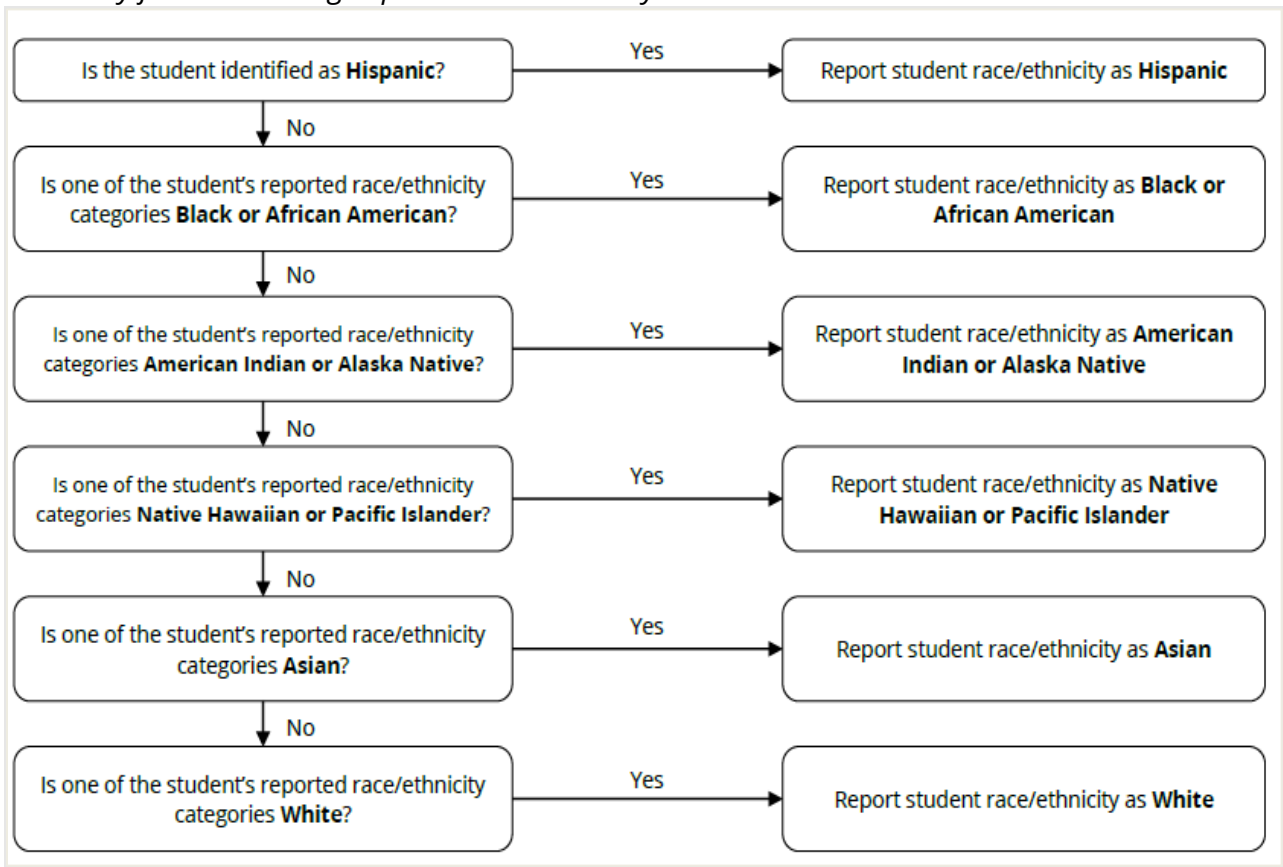 Is the student identified as Hispanic?
Yes
Report student race/ethnicity as Hispanic
No
Is one of the student's reported race/ethnicity
categories Black or African American?
Yes
Report student race/ethnicity as Black or
African American
No
Is one of the student's reported race/ethnicity
categories American Indian or Alaska Native?
Yes
Report student race/ethnicity as American
Indian or Alaska Native
No
Is one of the student's reported race/ethnicity
categories Native Hawaiian or Pacific Islander?
Yes
Report student race/ethnicity as Native
Hawaiian or Pacific Islander
No
Is one of the student's reported race/ethnicity
categories Asian?
Yes
Report student race/ethnicity as Asian
No
Is one of the student's reported race/ethnicity
categories White?
Yes
Report student race/ethnicity as White